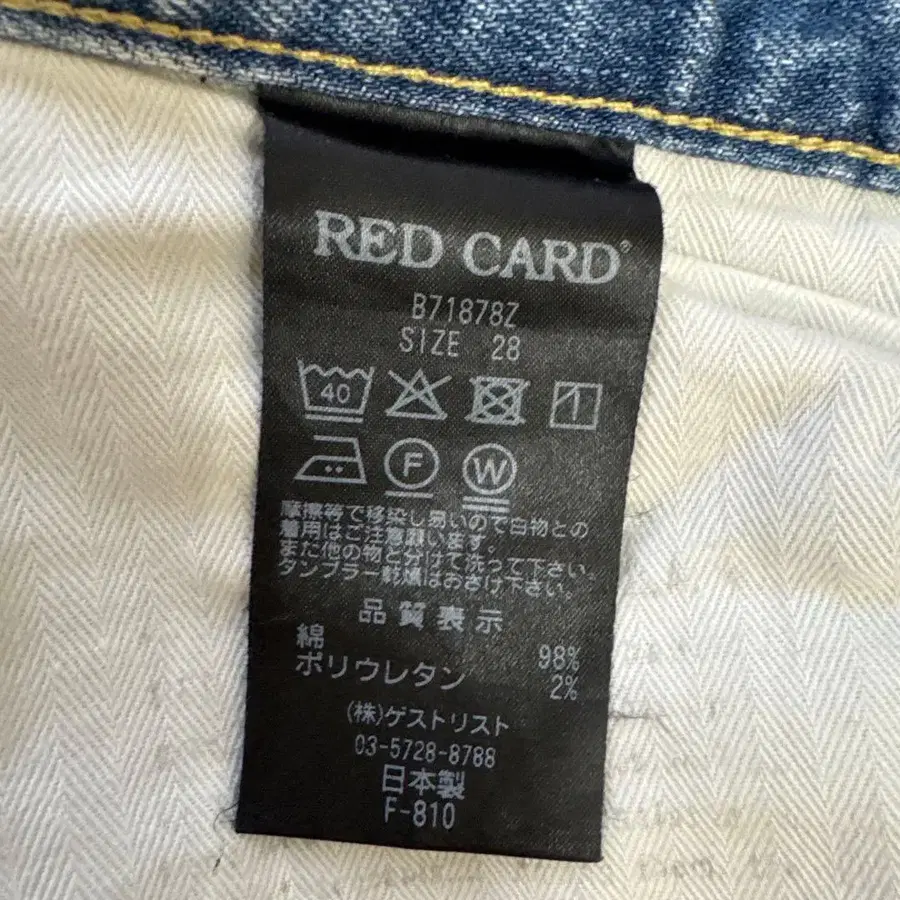 RED CARD®
B71878Z
SIZE 28
40
F W
摩擦等で移染し易いので白物との
着用はご注意願います。
また他の物と分けて洗って下さい。
タンブラー乾燥はおさけ下さい。
品質表示
綿 98%
ポリウレタン 2%
(株)ゲストリスト
03-5728-8788
日本製
F-810